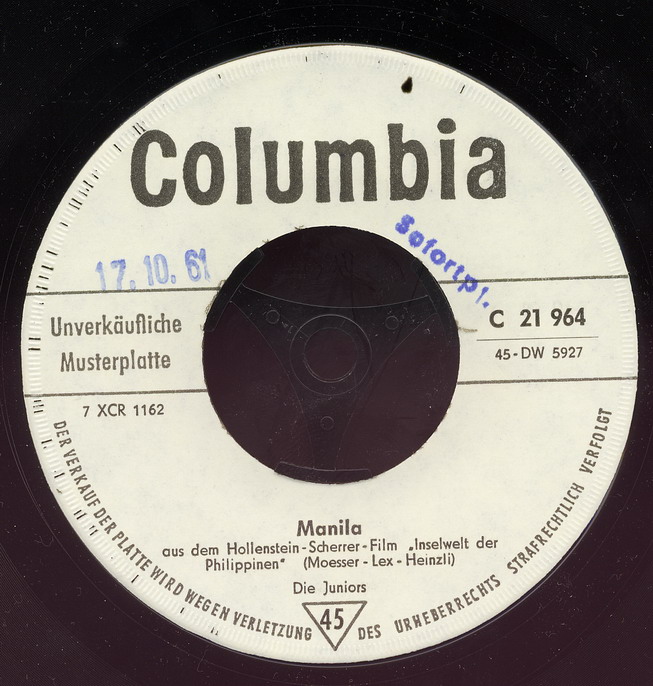 Columbia
Sofortpl.
17. 10. 61
Unverkäufliche
Musterplatte
C 21 964
45-DW 5927
7 XCR 1162
Manila
aus dem Hollenstein-Scherrer-Film „Inselwelt der
Philippinen" (Moesser-Lex-Heinzli)
Die Juniors
45
DER VERKAUF DER PLATTE WIRD WEGEN VERLETZUNG DES URHEBERRECHTS STRAFRECHTLICH VERFOLGT